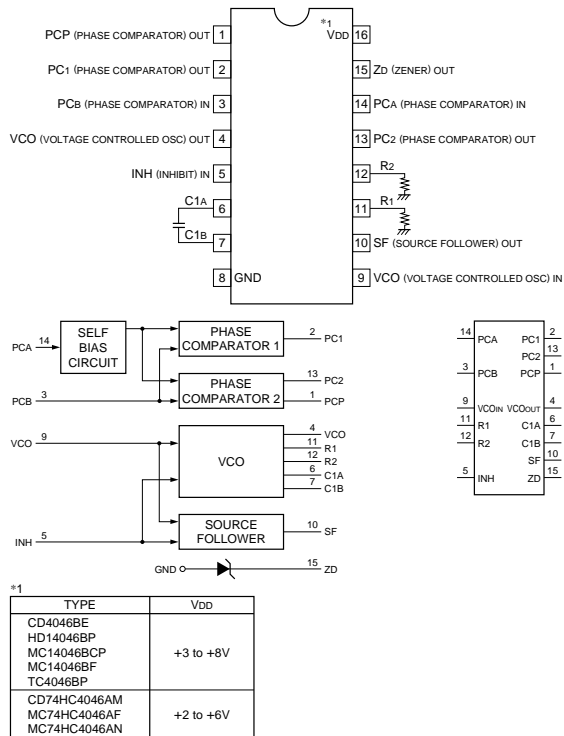 *1
PCP (PHASE COMPARATOR) OUT 1
VDD 16
PC1 (PHASE COMPARATOR) OUT 2
15 ZD (ZENER) OUT
PCB (PHASE COMPARATOR) IN 3
14 PCA (PHASE COMPARATOR) IN
VCO (VOLTAGE CONTROLLED OSC) OUT 4
13 PC2 (PHASE COMPARATOR) OUT
INH (INHIBIT) IN 5
12 R2
C1A 6
11 R1
C1B 7
10 SF (SOURCE FOLLOWER) OUT
8 GND
9 VCO (VOLTAGE CONTROLLED OSC) IN
PCA 14
SELF
BIAS
CIRCUIT
PHASE
COMPARATOR 1
2 PC1
PCB 3
PHASE
COMPARATOR 2
13 PC2
1 PCP
VCO 9
VCO
4 VCO
11 R1
12 R2
6 C1A
7 C1B
INH 5
SOURCE
FOLLOWER
10 SF
GND
15 ZD
14 PCA PC1 2
PC2 13
3 PCB PCP 1
9 VCOIN VCOOUT 4
11 R1 C1A 6
12 R2 C1B 7
SF 10
5 INH ZD 15
*1
TYPE VDD
CD4046BE
HD14046BP
MC14046BCP
MC14046BF
TC4046BP
+3 to +8V
CD74HC4046AM
MC74HC4046AF
MC74HC4046AN
+2 to +6V